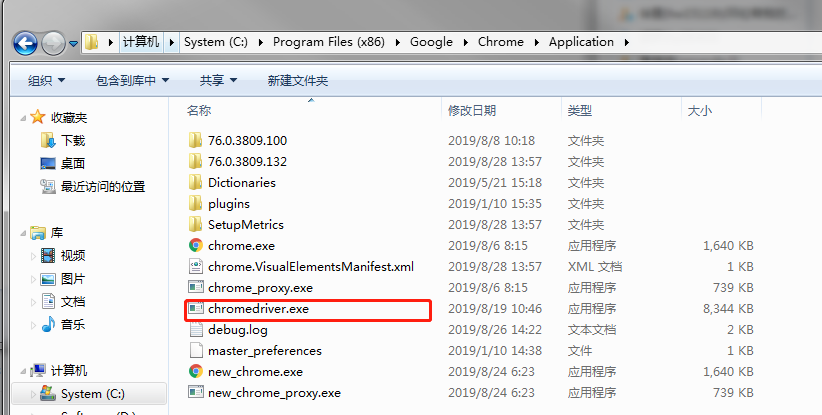 计算机 System (C:) Program Files (x86) Google Chrome Application
组织 包含到库中 共享 新建文件夹
名称 修改日期 类型 大小
收藏夹
下载
桌面
最近访问的位置
库
视频
图片
文档
音乐
计算机
System (C:)
76.0.3809.100 2019/8/8 10:18 文件夹
76.0.3809.132 2019/8/28 13:57 文件夹
Dictionaries 2019/5/21 15:18 文件夹
plugins 2019/1/10 15:35 文件夹
SetupMetrics 2019/8/28 13:57 文件夹
chrome.exe 2019/8/6 8:15 应用程序 1,640 KB
chrome.VisualElementsManifest.xml 2019/8/28 13:57 XML 文档 1 KB
chrome_proxy.exe 2019/8/6 8:15 应用程序 739 KB
chromedriver.exe 2019/8/19 10:46 应用程序 8,344 KB
debug.log 2019/8/26 14:22 文本文档 2 KB
master_preferences 2019/1/10 14:38 文件 1 KB
new_chrome.exe 2019/8/24 6:23 应用程序 1,640 KB
new_chrome_proxy.exe 2019/8/24 6:23 应用程序 739 KB